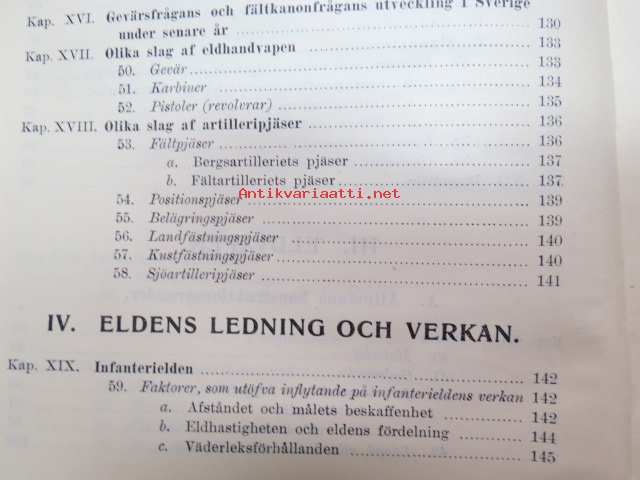 Kap. XVI. Gevärsfrågans och fältkanonfrågans utveckling i Sverige
under senare år 130
Kap. XVII. Olika slag af eldhandvapen 133
50. Gevär 133
51. Karbiner 134
52. Pistoler (revolvrar) 135
Kap. XVIII. Olika slag af artilleripjäser 136
53. Fältpjäser 136
a. Bergsartilleriets pjäser 137
b. Fältartilleriets pjäser 137
Antikvariaatti.net
54. Positionspjäser 139
55. Belägringspjäser 139
56. Landfästningspjäser 140
57. Kustfästningspjäser 140
58. Sjöartilleripjäser 141
IV. ELDENS LEDNING OCH VERKAN.
Kap. XIX. Infanterielden 142
59. Faktorer, som utöfva inflytande på infanterieldens verkan 142
a. Afståndet och målets beskaffenhet 142
b. Eldhastigheten och eldens fördelning 144
c. Väderleksförhållanden 145